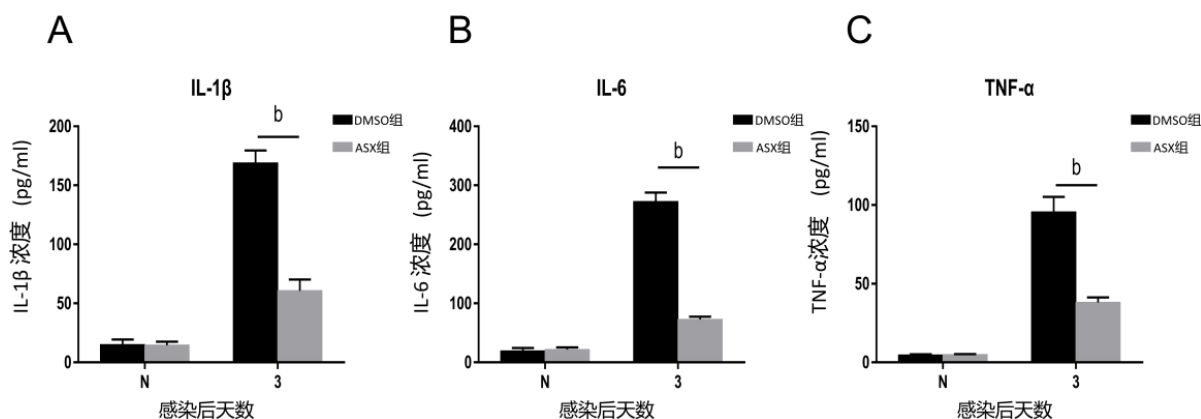 A
IL-1β
DMSO组
ASX组
b
IL-1β 浓度 (pg/ml)
200
150
100
50
0
N
3
感染后天数
B
IL-6
DMSO组
ASX组
b
IL-6 浓度 (pg/ml)
400
300
200
100
0
N
3
感染后天数
C
TNF-α
DMSO组
ASX组
b
TNF-α浓度 (pg/ml)
150
100
50
0
N
3
感染后天数